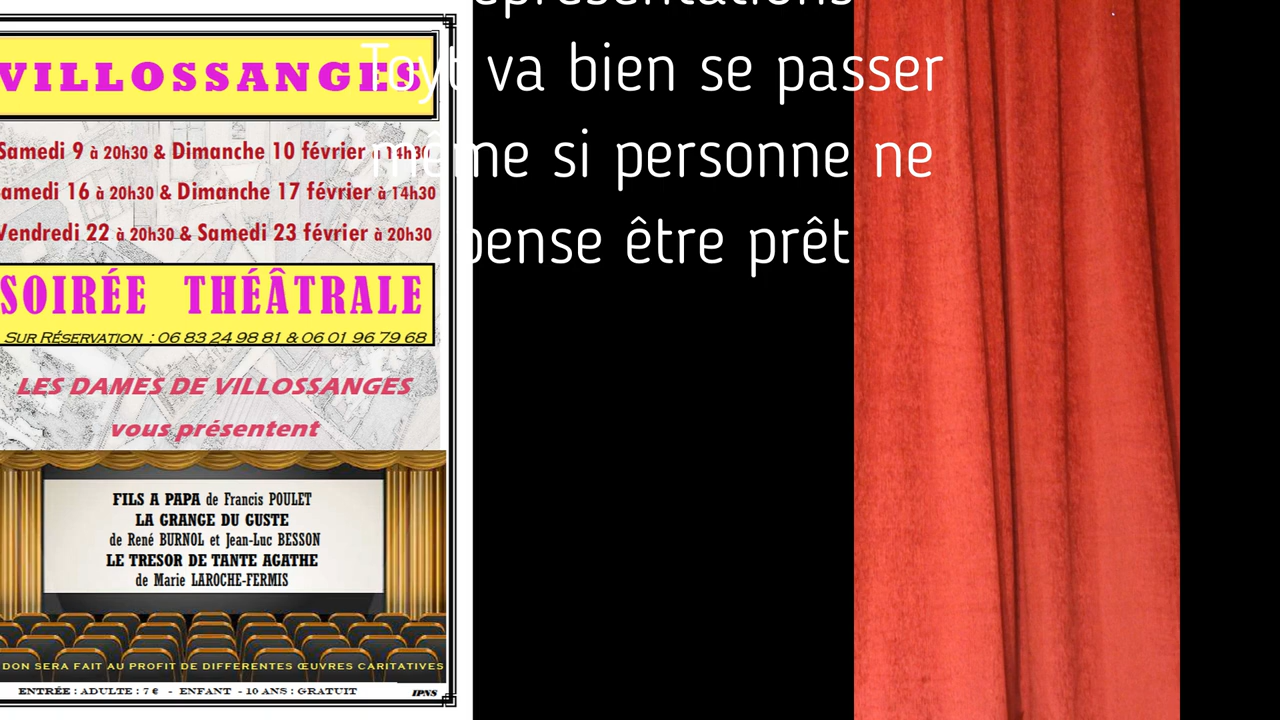 VILLOSSANGES
Samedi 9 à 20h30 & Dimanche 10 février à 14h30
Samedi 16 à 20h30 & Dimanche 17 février à 14h30
Vendredi 22 à 20h30 & Samedi 23 février à 20h30
SOIRÉE THÉÂTRALE
SUR RÉSERVATION : 06 83 24 98 81 & 06 01 96 79 68
LES DAMES DE VILLOSSANGES
vous présentent
FILS A PAPA de Francis POULET
LA GRANGE DU GUSTE
de René BURNOL et Jean-Luc BESSON
LE TRESOR DE TANTE AGATHE
de Marie LAROCHE-FERMIS
DON SERA FAIT AU PROFIT DE DIFFERENTES ŒUVRES CARITATIVES
ENTRÉE : ADULTE : 7 € - ENFANT - 10 ANS : GRATUIT
IPNS
représentations
Toyt va bien se passer
même si personne ne
pense être prêt